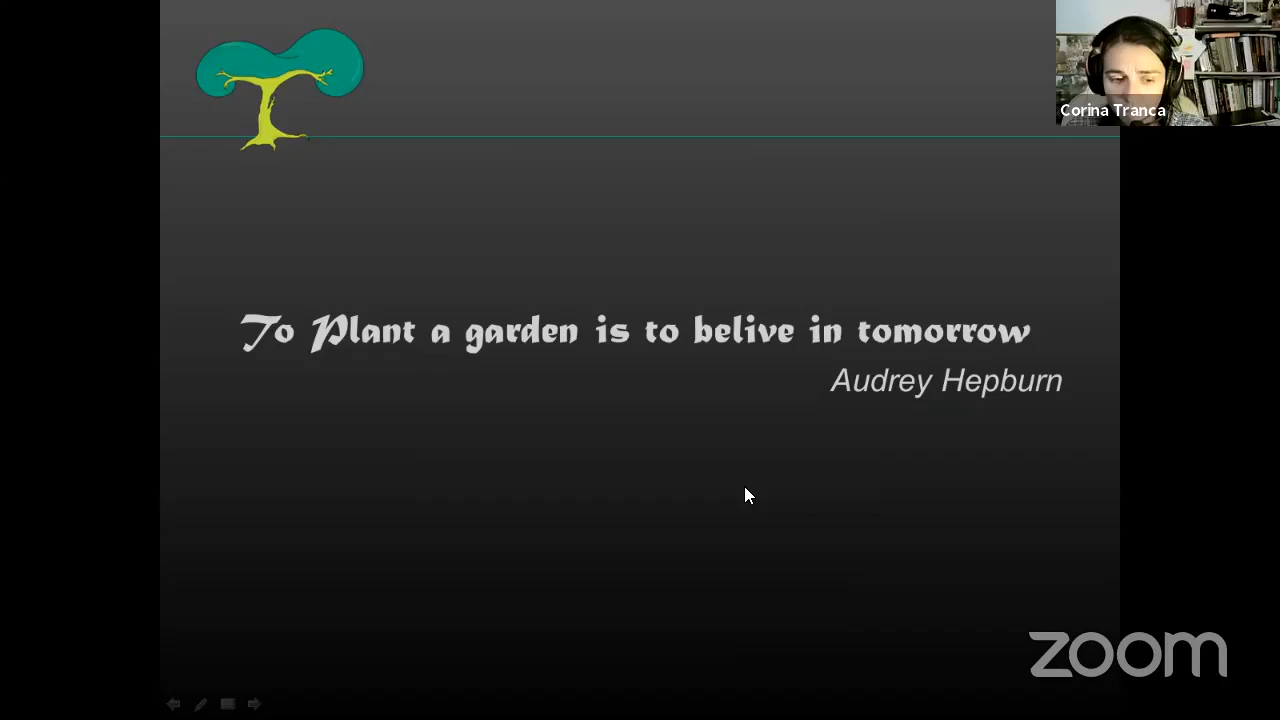 Corina Tranca
To Plant a garden is to belive in tomorrow
Audrey Hepburn
zoom